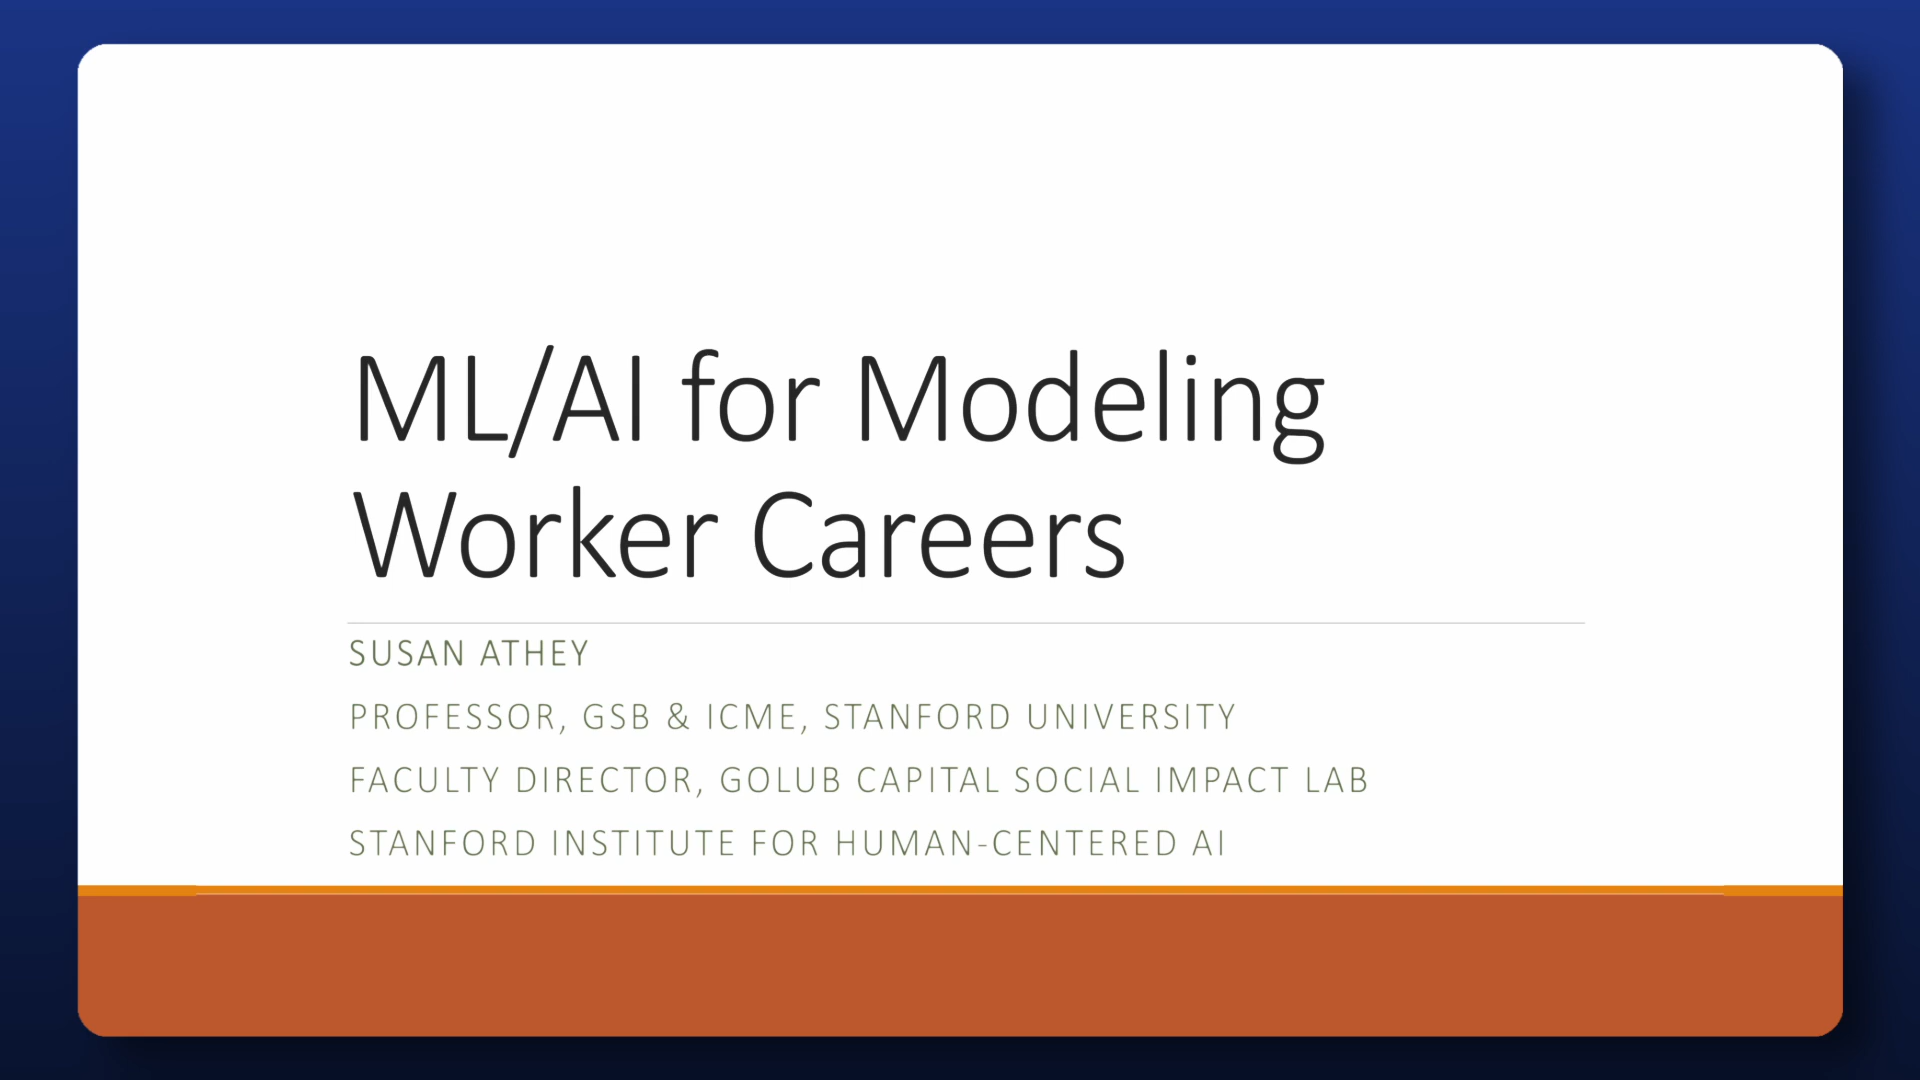 ML/AI for Modeling
Worker Careers
SUSAN ATHEY
PROFESSOR, GSB & ICME, STANFORD UNIVERSITY
FACULTY DIRECTOR, GOLUB CAPITAL SOCIAL IMPACT LAB
STANFORD INSTITUTE FOR HUMAN-CENTERED AI